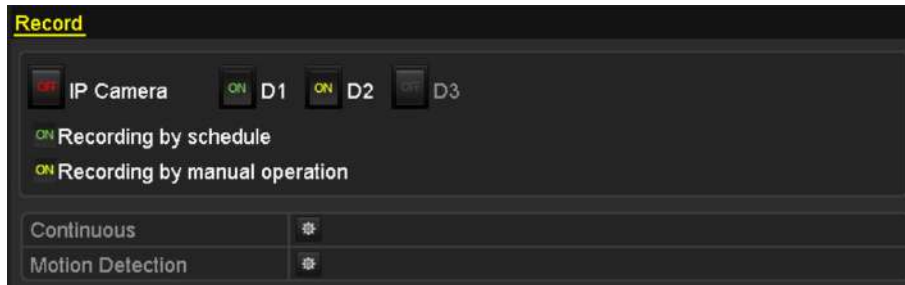 Record
OFF IP Camera ON D1 ON D2 OFF D3
ON Recording by schedule
ON Recording by manual operation
Continuous
Motion Detection